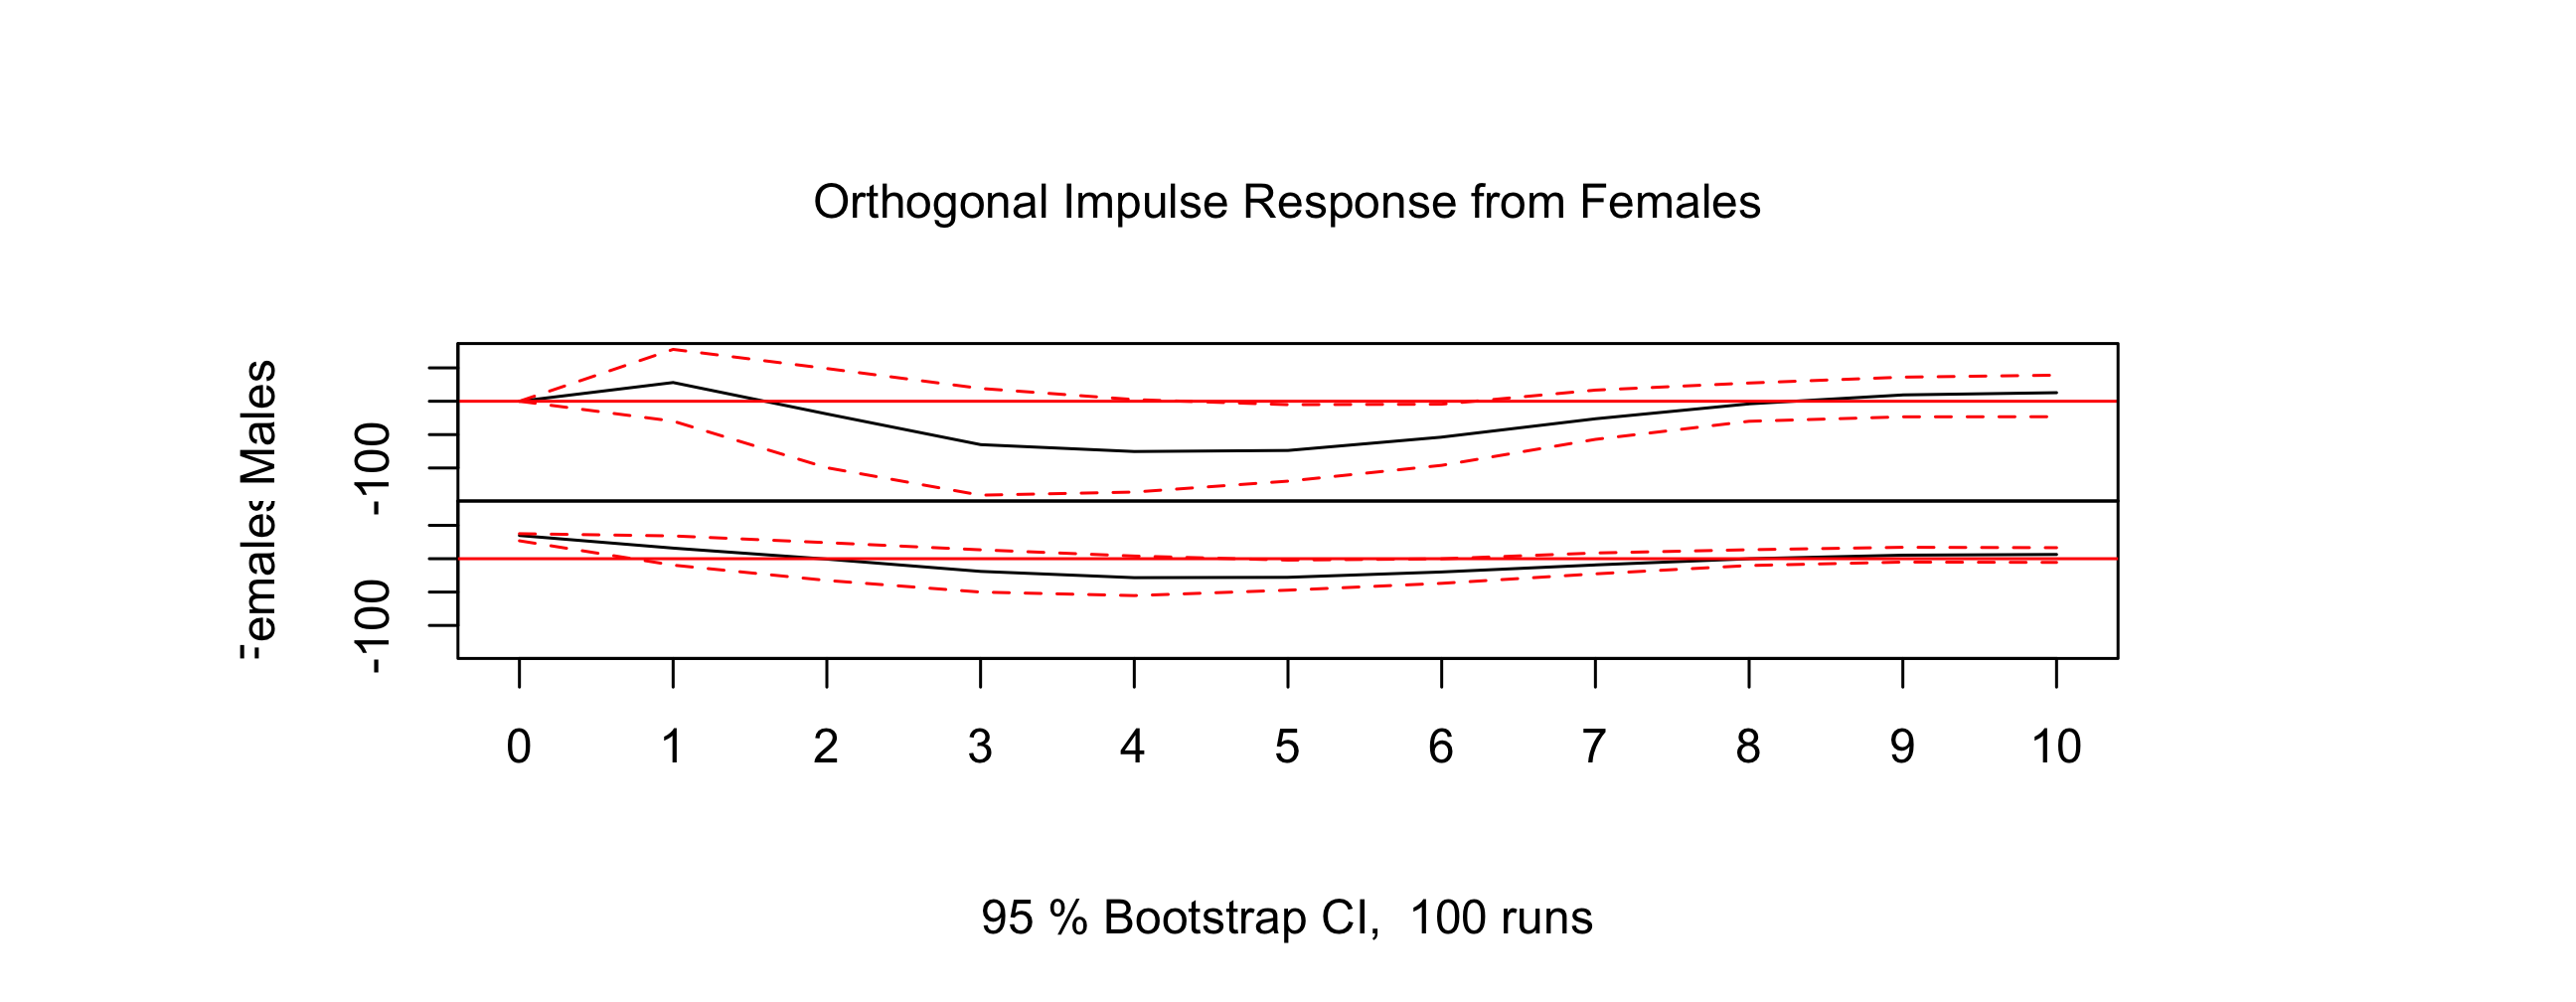 Orthogonal Impulse Response from Females
Males
-100
Females
-100
0 1 2 3 4 5 6 7 8 9 10
95 % Bootstrap CI, 100 runs